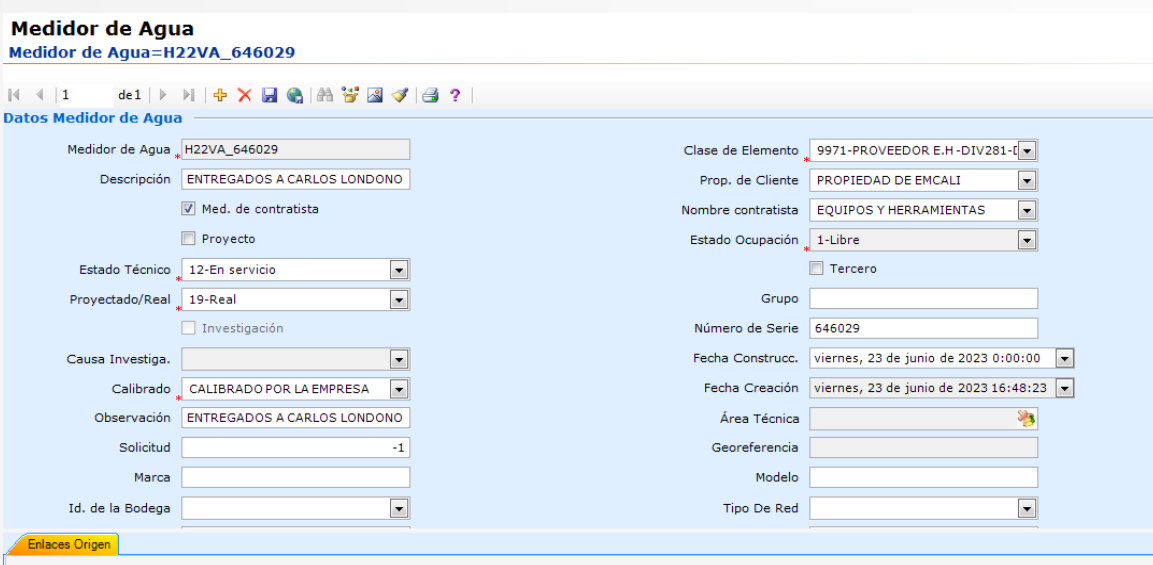 Medidor de Agua
Medidor de Agua=H22VA_646029
1 de 1
Datos Medidor de Agua
Medidor de Agua * H22VA_646029
Clase de Elemento * 9971-PROVEEDOR E.H -DIV281-
Descripción ENTREGADOS A CARLOS LONDONO
Prop. de Cliente PROPIEDAD DE EMCALI
Med. de contratista
Nombre contratista EQUIPOS Y HERRAMIENTAS
Proyecto
Estado Ocupación * 1-Libre
Estado Técnico * 12-En servicio
Tercero
Proyectado/Real * 19-Real
Grupo
Investigación
Número de Serie 646029
Causa Investiga.
Fecha Construcc. viernes, 23 de junio de 2023 0:00:00
Calibrado * CALIBRADO POR LA EMPRESA
Fecha Creación viernes, 23 de junio de 2023 16:48:23
Observación ENTREGADOS A CARLOS LONDONO
Área Técnica
Solicitud -1
Georeferencia
Marca
Modelo
Id. de la Bodega
Tipo De Red
Enlaces Origen